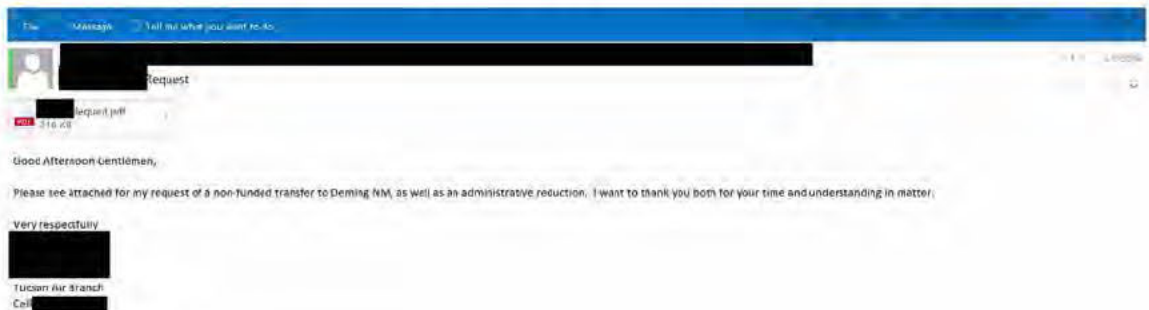 File Message Tell me what you want to do
Request
Request.pdf
PDF 216 KB
Good Afternoon Gentlemen,
Please see attached for my request of a non-funded transfer to Deming NM, as well as an administrative reduction. I want to thank you both for your time and understanding in matter.
Very respectfully
Tucson Air Branch
Cell